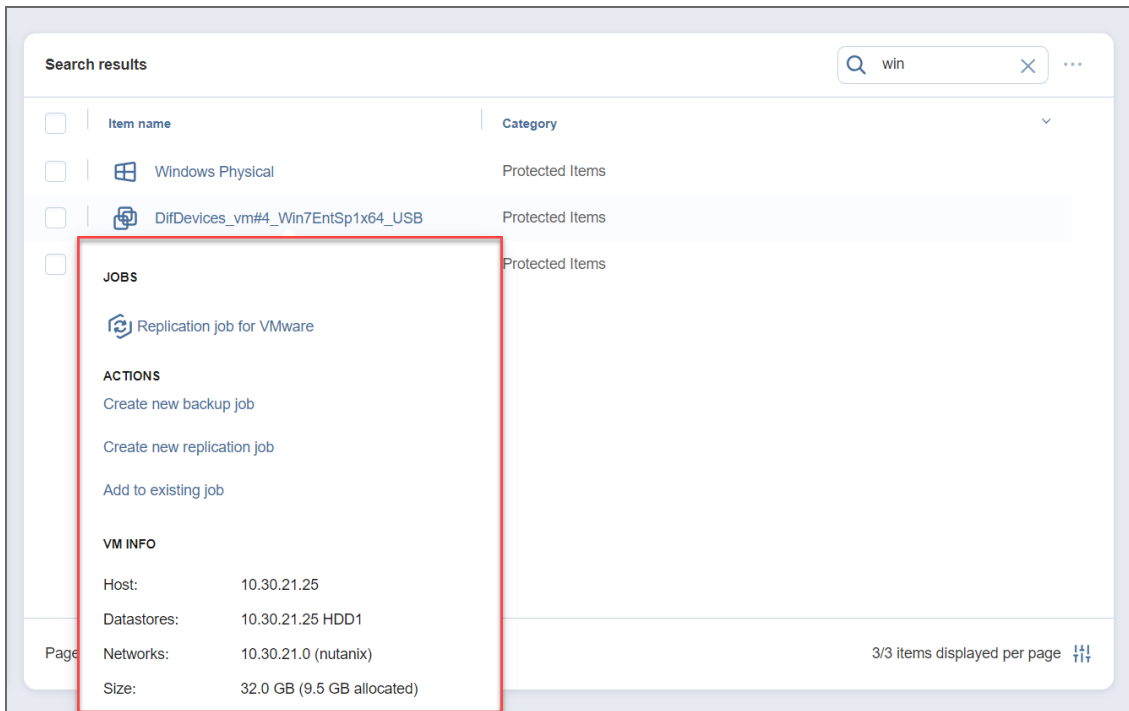 Search results
win
Item name Category
Windows Physical Protected Items
DifDevices_vm#4_Win7EntSp1x64_USB Protected Items
Protected Items
JOBS
Replication job for VMware
ACTIONS
Create new backup job
Create new replication job
Add to existing job
VM INFO
Host: 10.30.21.25
Datastores: 10.30.21.25 HDD1
Networks: 10.30.21.0 (nutanix)
Size: 32.0 GB (9.5 GB allocated)
Page
3/3 items displayed per page